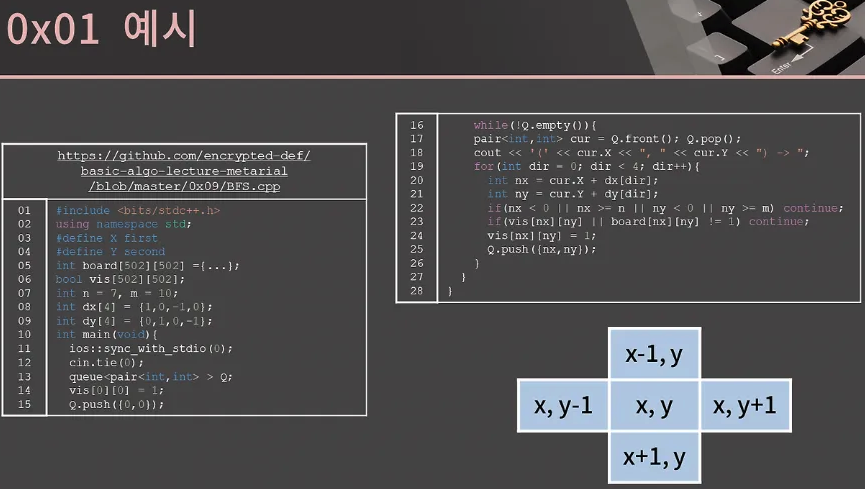 0x01 예시
Enter
https://github.com/encrypted-def/
basic-algo-lecture-metarial
/blob/master/0x09/BFS.cpp
01 #include <bits/stdc++.h>
02 using namespace std;
03 #define X first
04 #define Y second
05 int board[502][502] ={...};
06 bool vis[502][502];
07 int n = 7, m = 10;
08 int dx[4] = {1,0,-1,0};
09 int dy[4] = {0,1,0,-1};
10 int main(void){
11 ios::sync_with_stdio(0);
12 cin.tie(0);
13 queue<pair<int,int> > Q;
14 vis[0][0] = 1;
15 Q.push({0,0});
16 while(!Q.empty()){
17 pair<int,int> cur = Q.front(); Q.pop();
18 cout << '(' << cur.X << ", " << cur.Y << ") -> ";
19 for(int dir = 0; dir < 4; dir++){
20 int nx = cur.X + dx[dir];
21 int ny = cur.Y + dy[dir];
22 if(nx < 0 || nx >= n || ny < 0 || ny >= m) continue;
23 if(vis[nx][ny] || board[nx][ny] != 1) continue;
24 vis[nx][ny] = 1;
25 Q.push({nx,ny});
26 }
27 }
28 }
x-1, y
x, y-1 x, y x, y+1
x+1, y